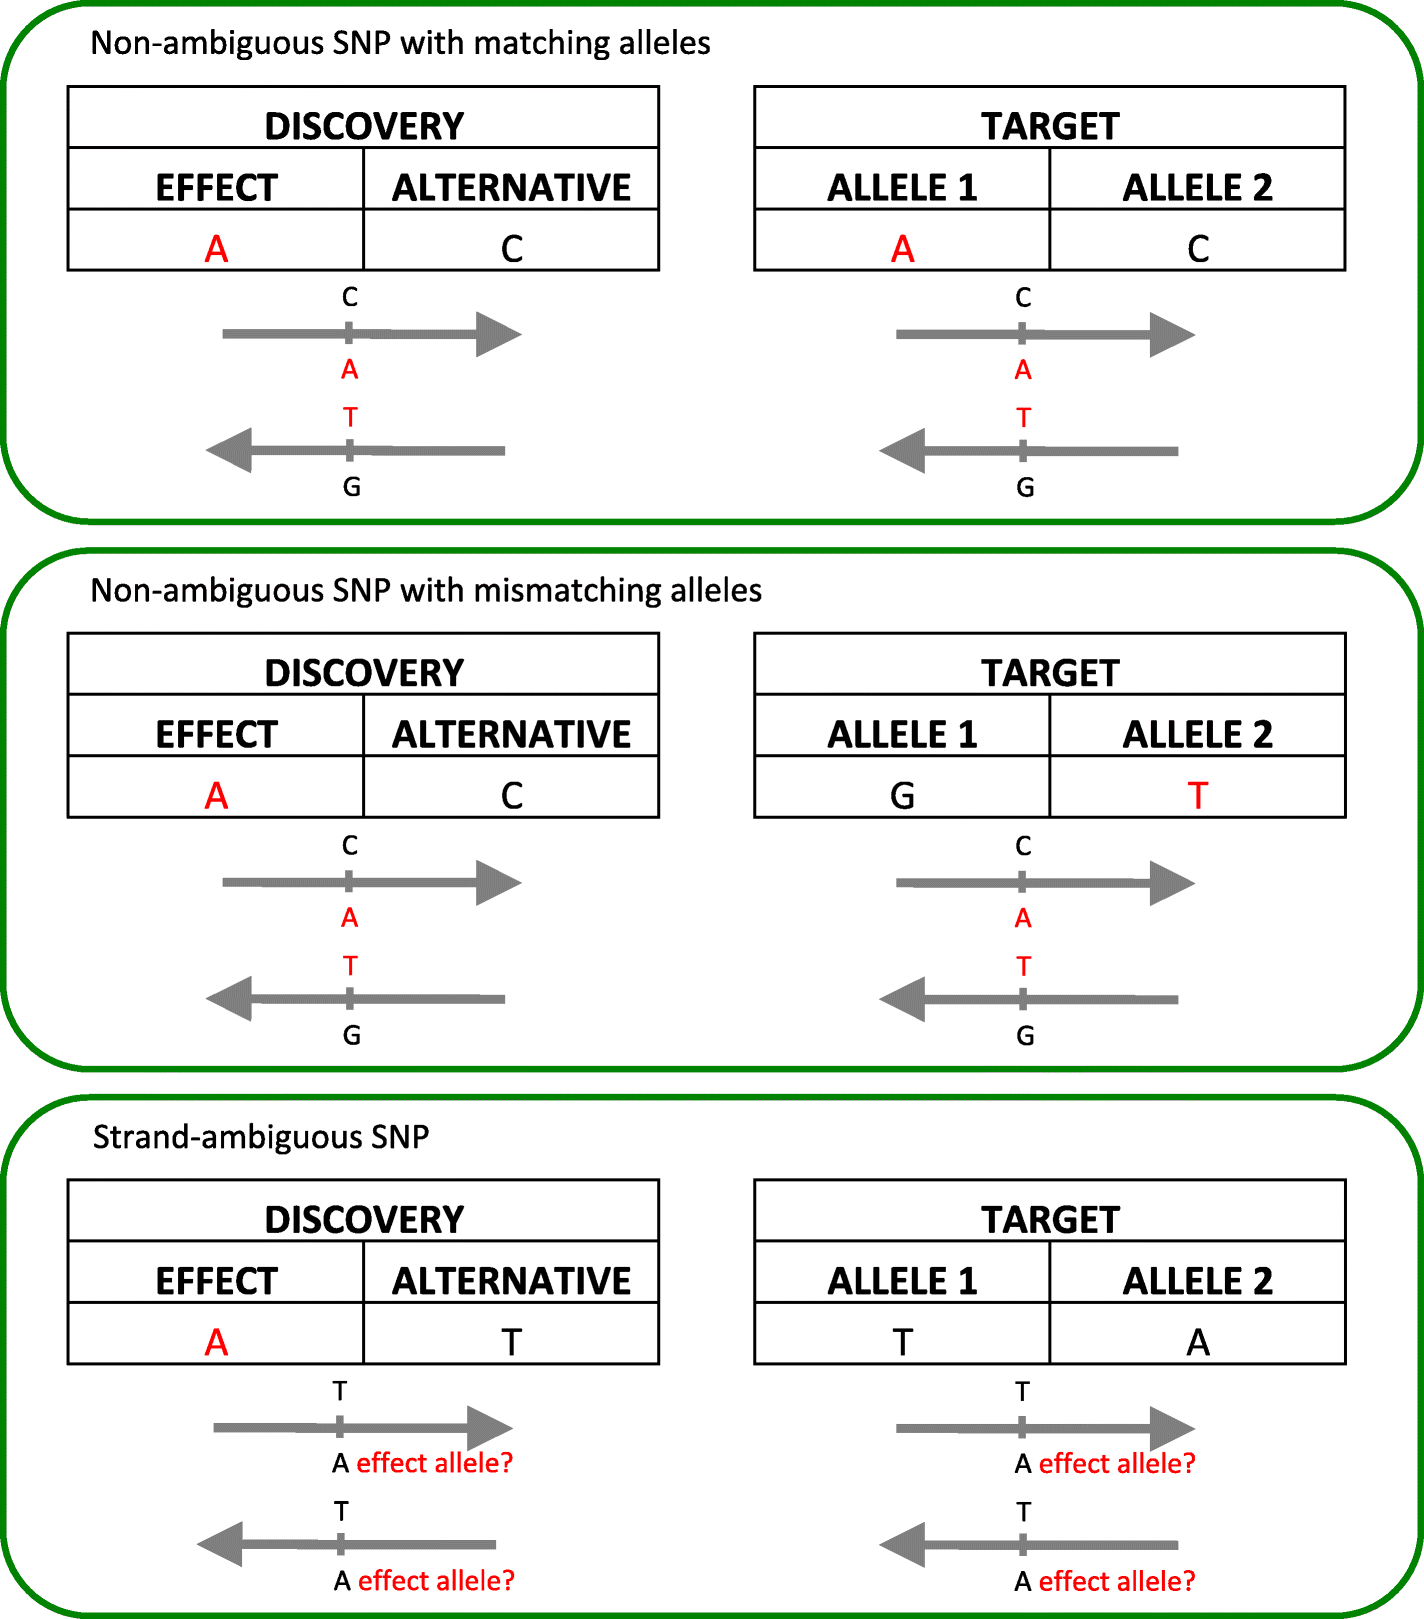 Non-ambiguous SNP with matching alleles
DISCOVERY
EFFECT ALTERNATIVE
A C
C
A
T
G
TARGET
ALLELE 1 ALLELE 2
A C
C
A
T
G
Non-ambiguous SNP with mismatching alleles
DISCOVERY
EFFECT ALTERNATIVE
A C
C
A
T
G
TARGET
ALLELE 1 ALLELE 2
G T
C
A
T
G
Strand-ambiguous SNP
DISCOVERY
EFFECT ALTERNATIVE
A T
T
A effect allele?
T
A effect allele?
TARGET
ALLELE 1 ALLELE 2
T A
T
A effect allele?
T
A effect allele?